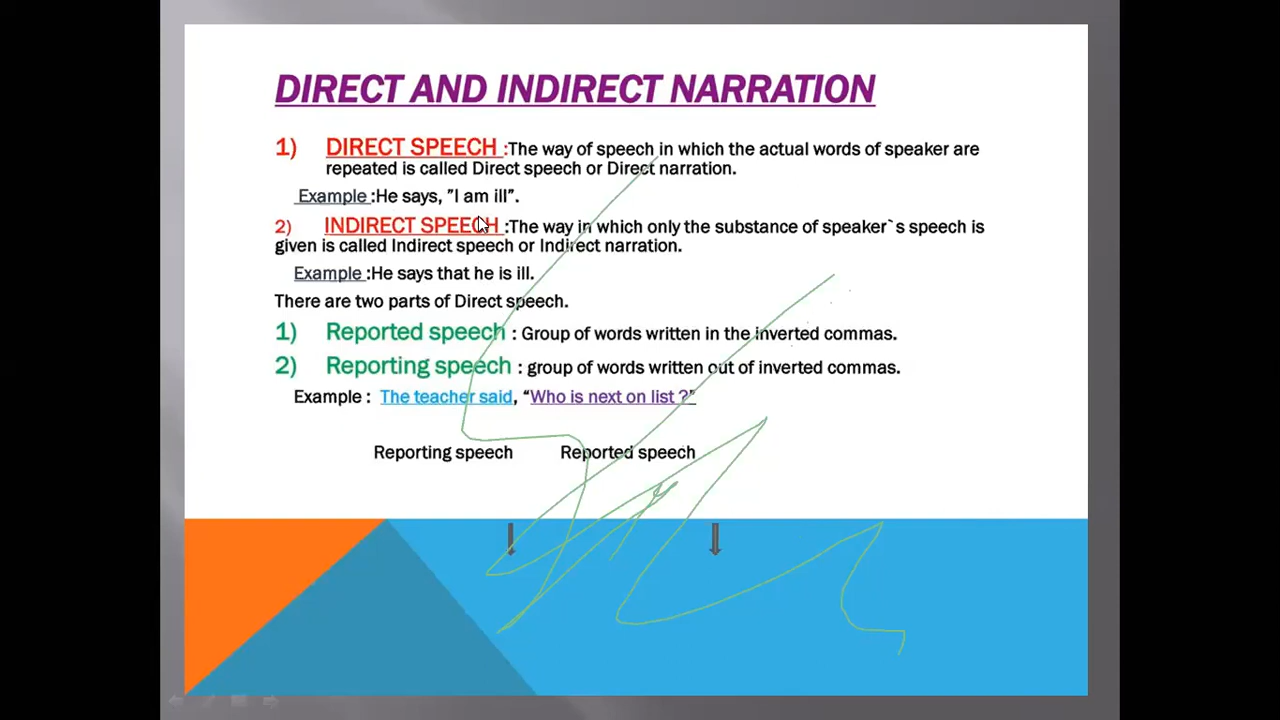 DIRECT AND INDIRECT NARRATION
1) DIRECT SPEECH :The way of speech in which the actual words of speaker are
repeated is called Direct speech or Direct narration.
Example :He says, ”I am ill”.
2) INDIRECT SPEECH :The way in which only the substance of speaker`s speech is
given is called Indirect speech or Indirect narration.
Example :He says that he is ill.
There are two parts of Direct speech.
1) Reported speech : Group of words written in the inverted commas.
2) Reporting speech : group of words written out of inverted commas.
Example : The teacher said, “Who is next on list ?”
Reporting speech Reported speech